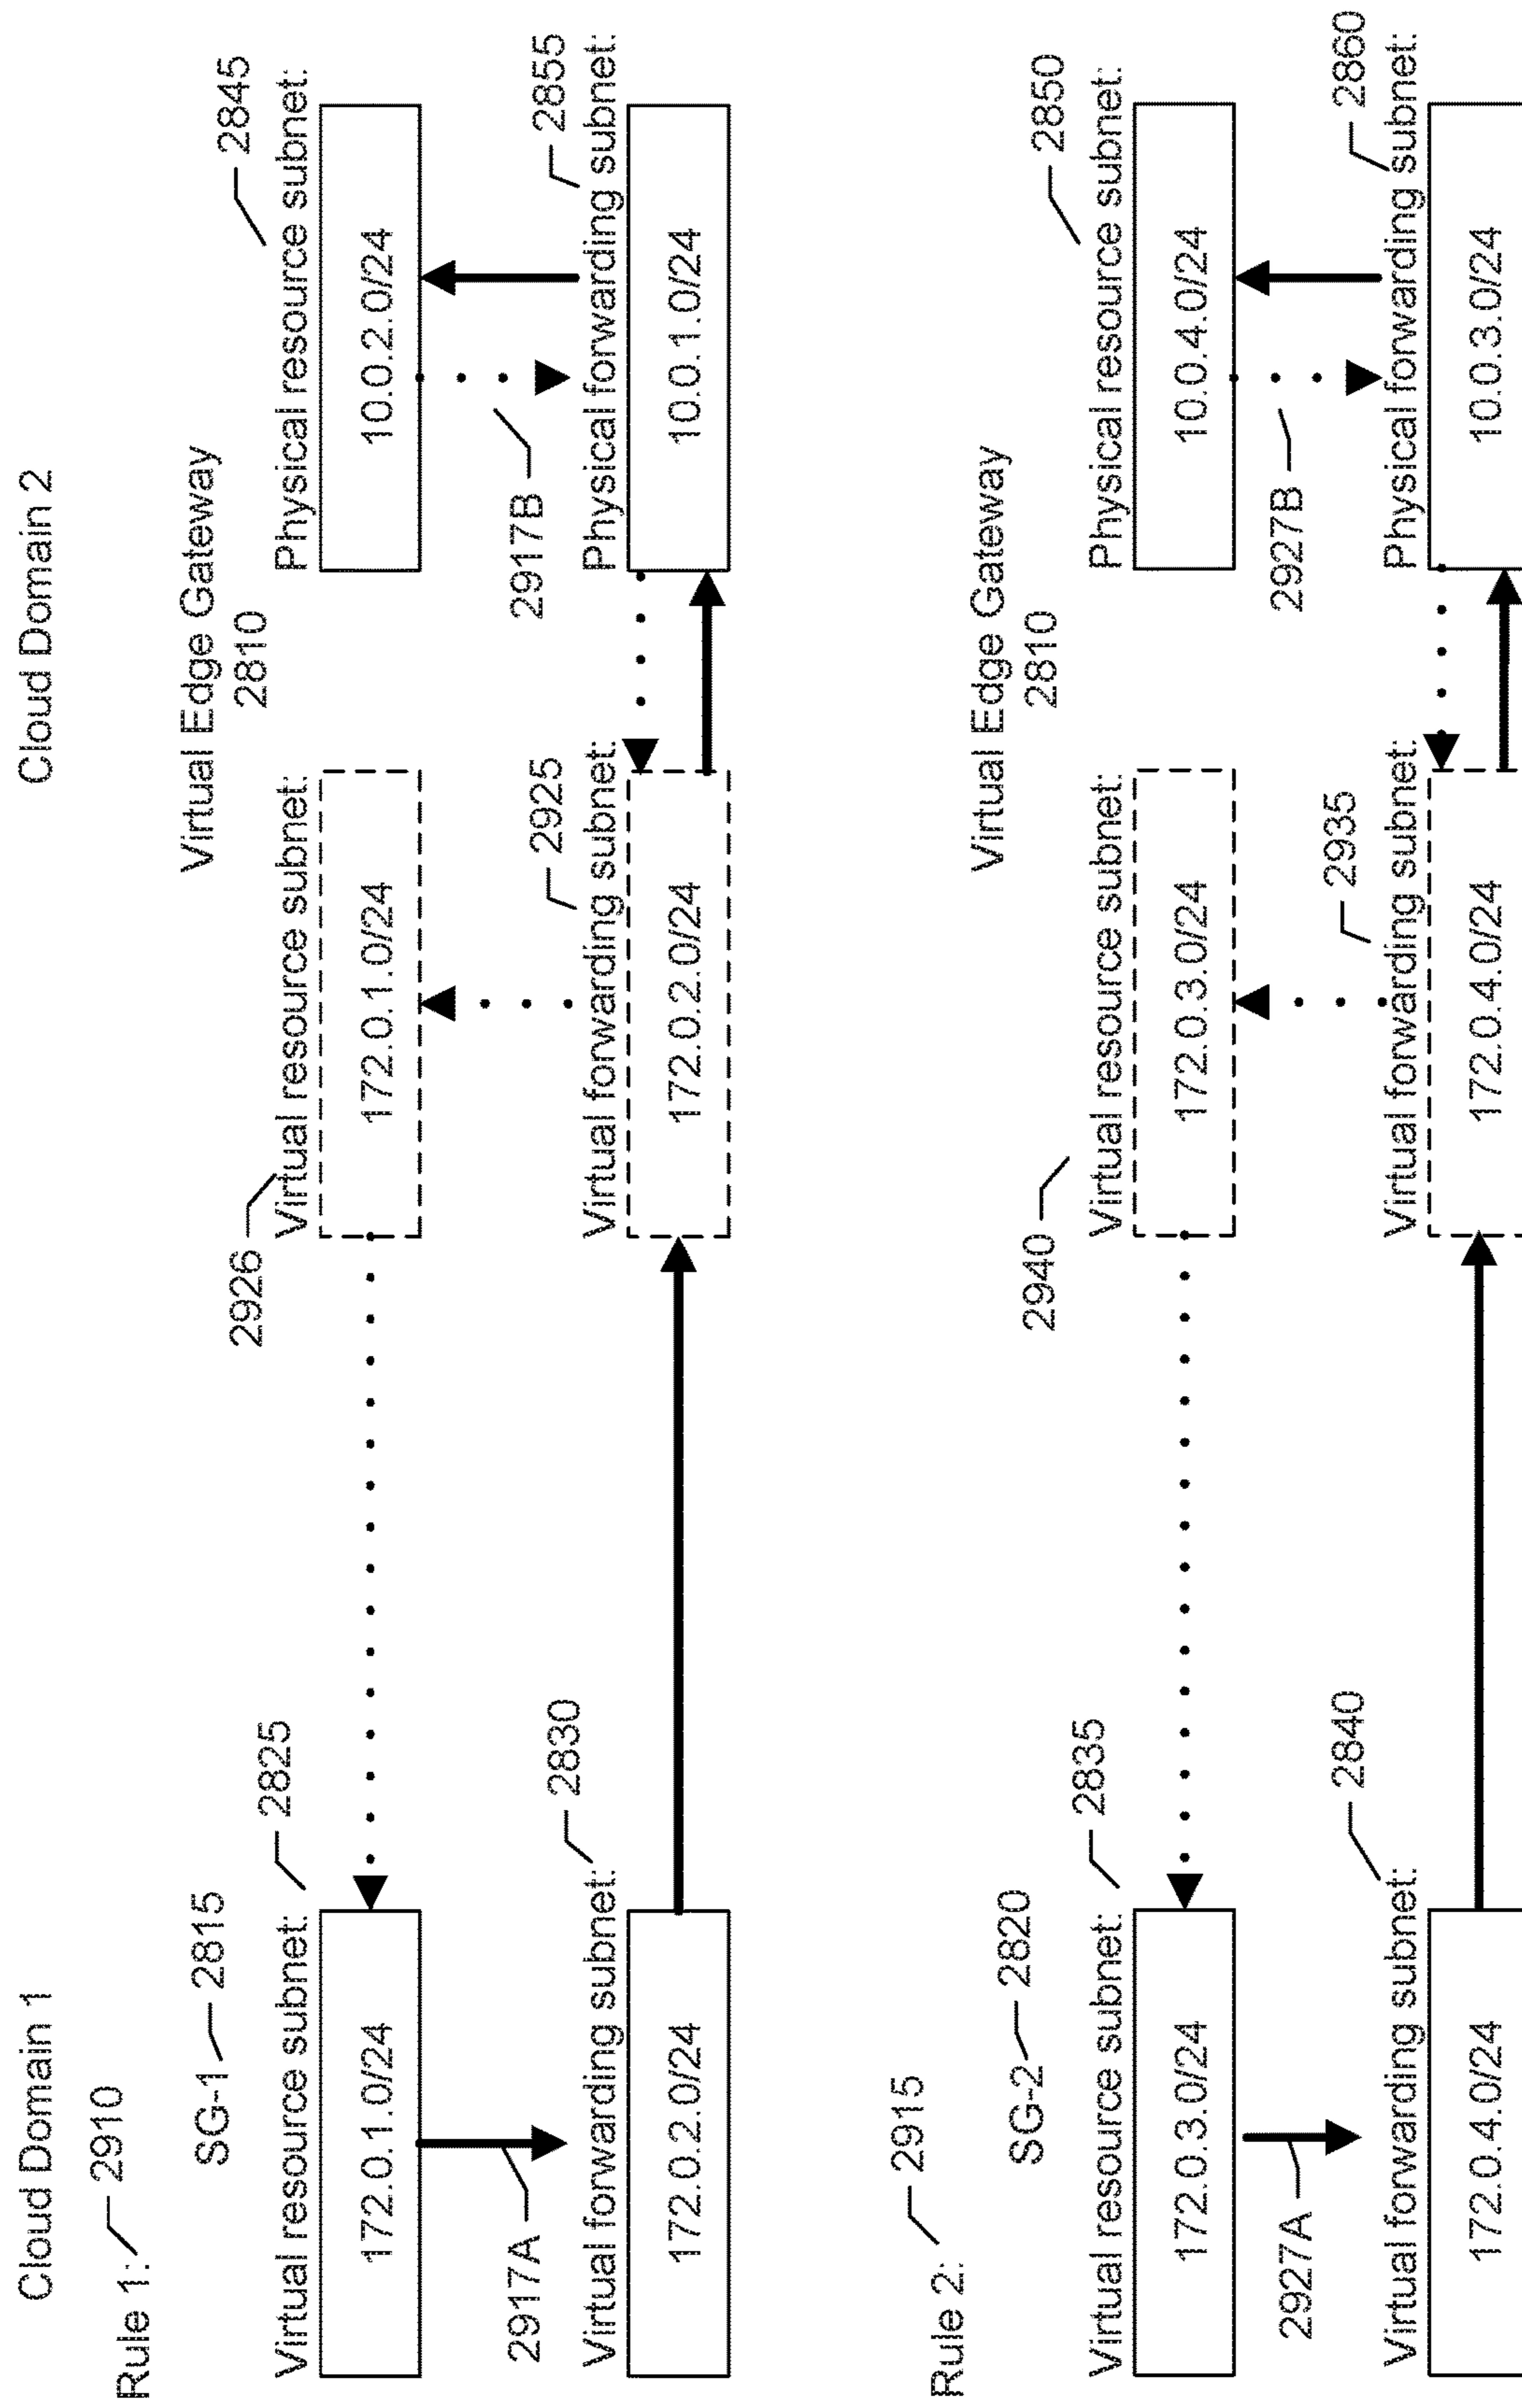 Cloud Domain 1
Cloud Domain 2
Rule 1:
2910
SG-1
2815
Virtual Edge Gateway
2810
2825
2926
2845
Virtual resource subnet:
Virtual resource subnet:
Physical resource subnet:
172.0.1.0/24
172.0.1.0/24
10.0.2.0/24
2917A
2830
2925
2917B
2855
Virtual forwarding subnet:
Virtual forwarding subnet:
Physical forwarding subnet:
172.0.2.0/24
172.0.2.0/24
10.0.1.0/24
Rule 2:
2915
SG-2
2820
Virtual Edge Gateway
2810
2835
2940
2850
Virtual resource subnet:
Virtual resource subnet:
Physical resource subnet:
172.0.3.0/24
172.0.3.0/24
10.0.4.0/24
2927A
2840
2935
2927B
2860
Virtual forwarding subnet:
Virtual forwarding subnet:
Physical forwarding subnet:
172.0.4.0/24
172.0.4.0/24
10.0.3.0/24